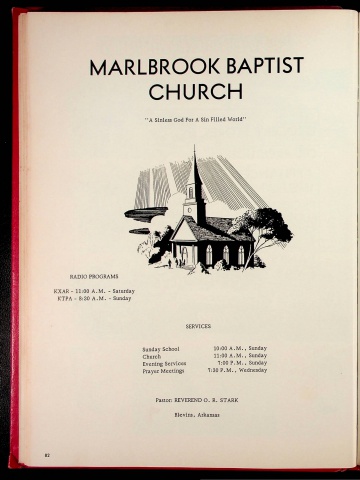 MARLBROOK BAPTIST
CHURCH
"A Sinless God For A Sin Filled World"
RADIO PROGRAMS
KXAR - 11:00 A.M. - Saturday
KTPA - 8:30 A.M. - Sunday
SERVICES
Sunday School 10:00 A.M., Sunday
Church 11:00 A.M., Sunday
Evening Services 7:00 P.M., Sunday
Prayer Meetings 7:30 P.M., Wednesday
Pastor: REVEREND O. R. STARK
Blevins, Arkansas
82